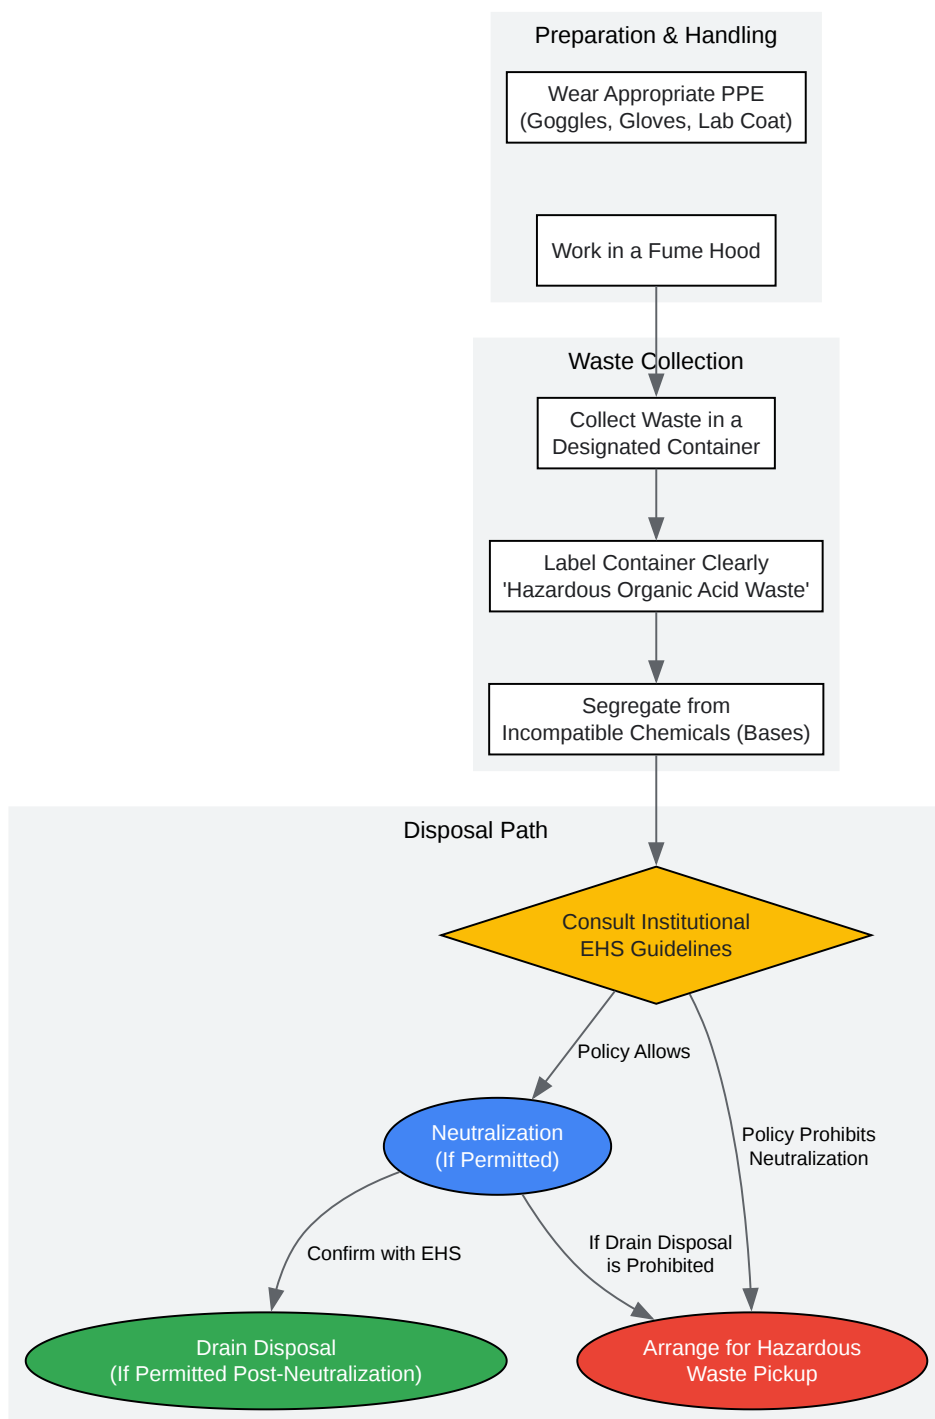 Preparation & Handling
Wear Appropriate PPE
(Goggles, Gloves, Lab Coat)
Work in a Fume Hood
Waste Collection
Collect Waste in a
Designated Container
Label Container Clearly
'Hazardous Organic Acid Waste'
Segregate from
Incompatible Chemicals (Bases)
Disposal Path
Consult Institutional
EHS Guidelines
Policy Allows
Neutralization
(If Permitted)
Policy Prohibits
Neutralization
Confirm with EHS
If Drain Disposal
is Prohibited
Drain Disposal
(If Permitted Post-Neutralization)
Arrange for Hazardous
Waste Pickup